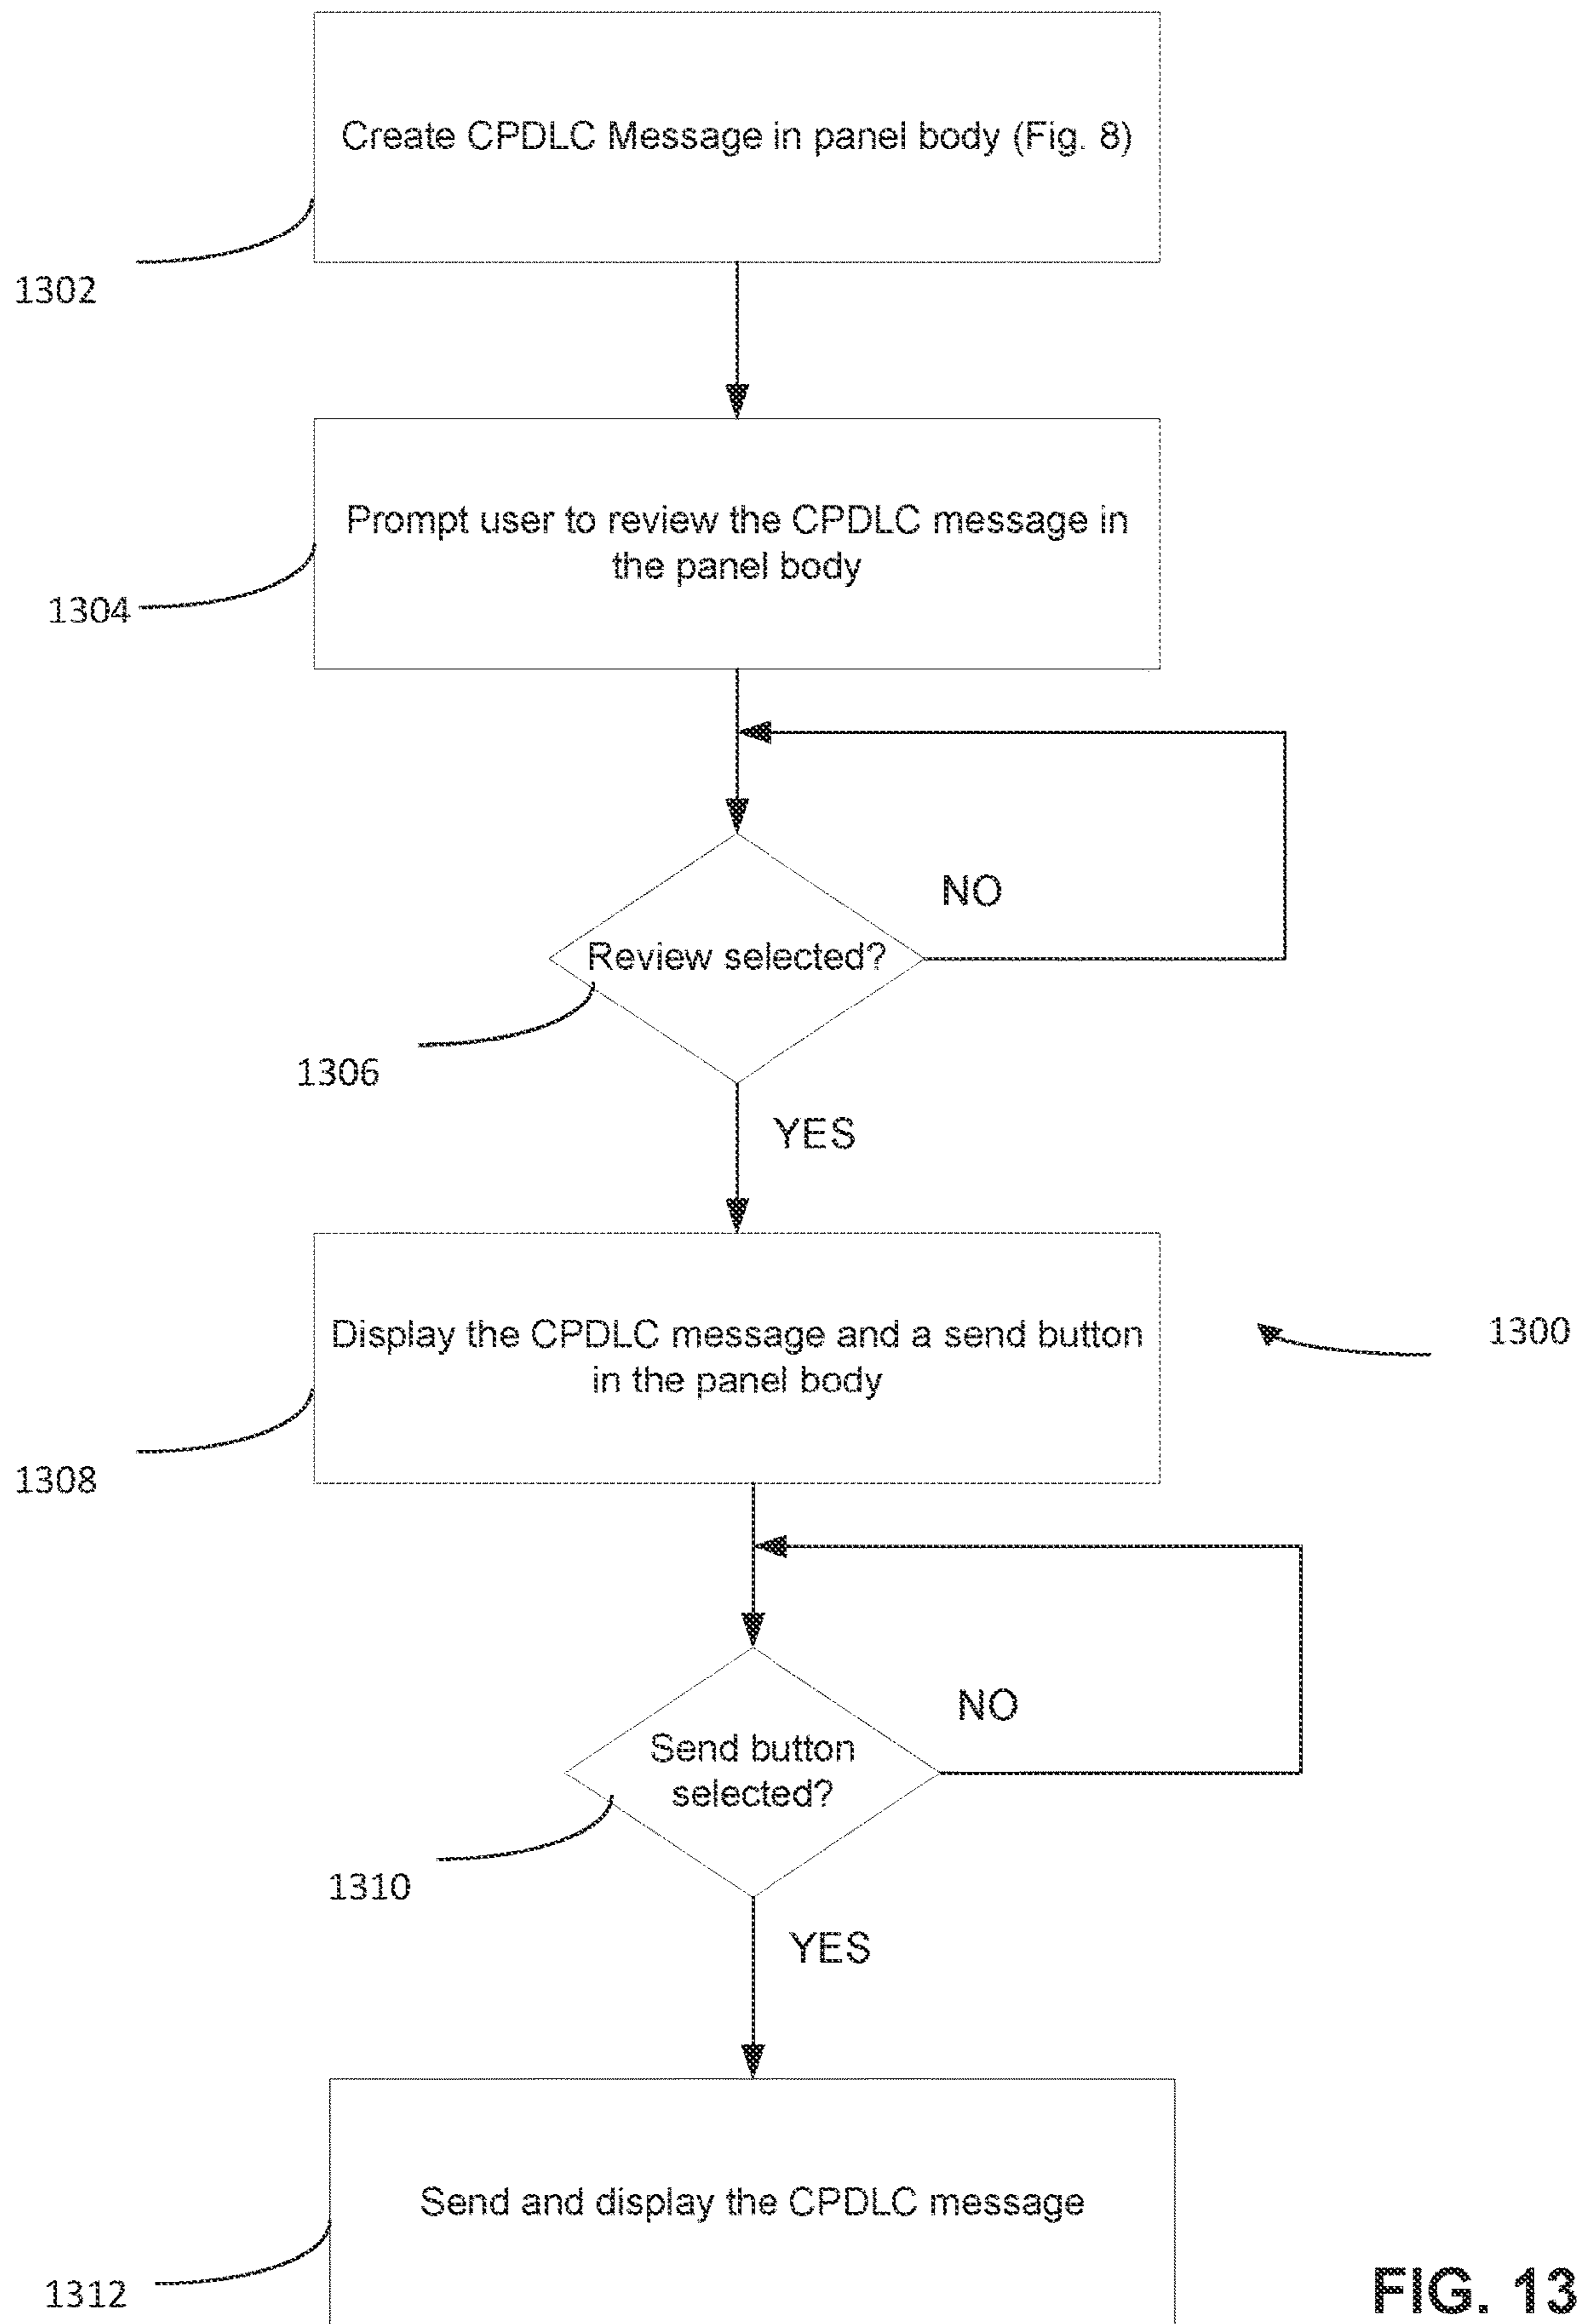 Create CPDLC Message in panel body (Fig. 8)
1302
Prompt user to review the CPDLC message in
the panel body
1304
NO
Review selected?
1306
YES
Display the CPDLC message and a send button
in the panel body
1300
1308
NO
Send button
selected?
1310
YES
Send and display the CPDLC message
1312
FIG. 13